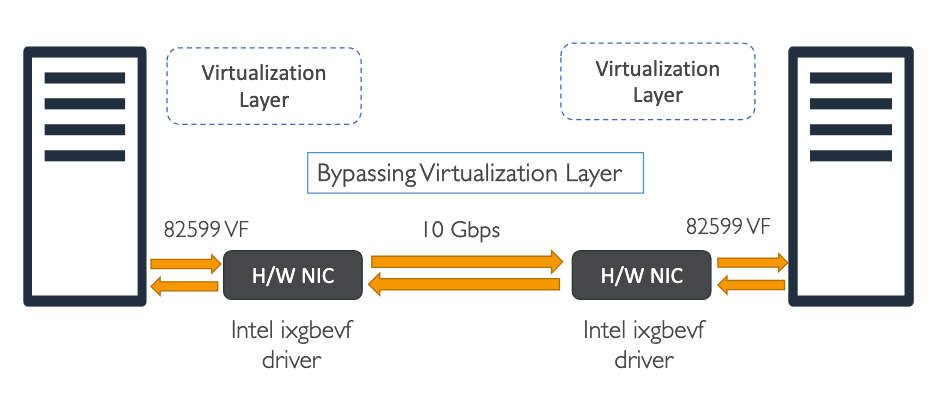 Virtualization
Layer
Virtualization
Layer
Bypassing Virtualization Layer
82599 VF
10 Gbps
82599 VF
H/W NIC
H/W NIC
Intel ixgbevf
driver
Intel ixgbevf
driver